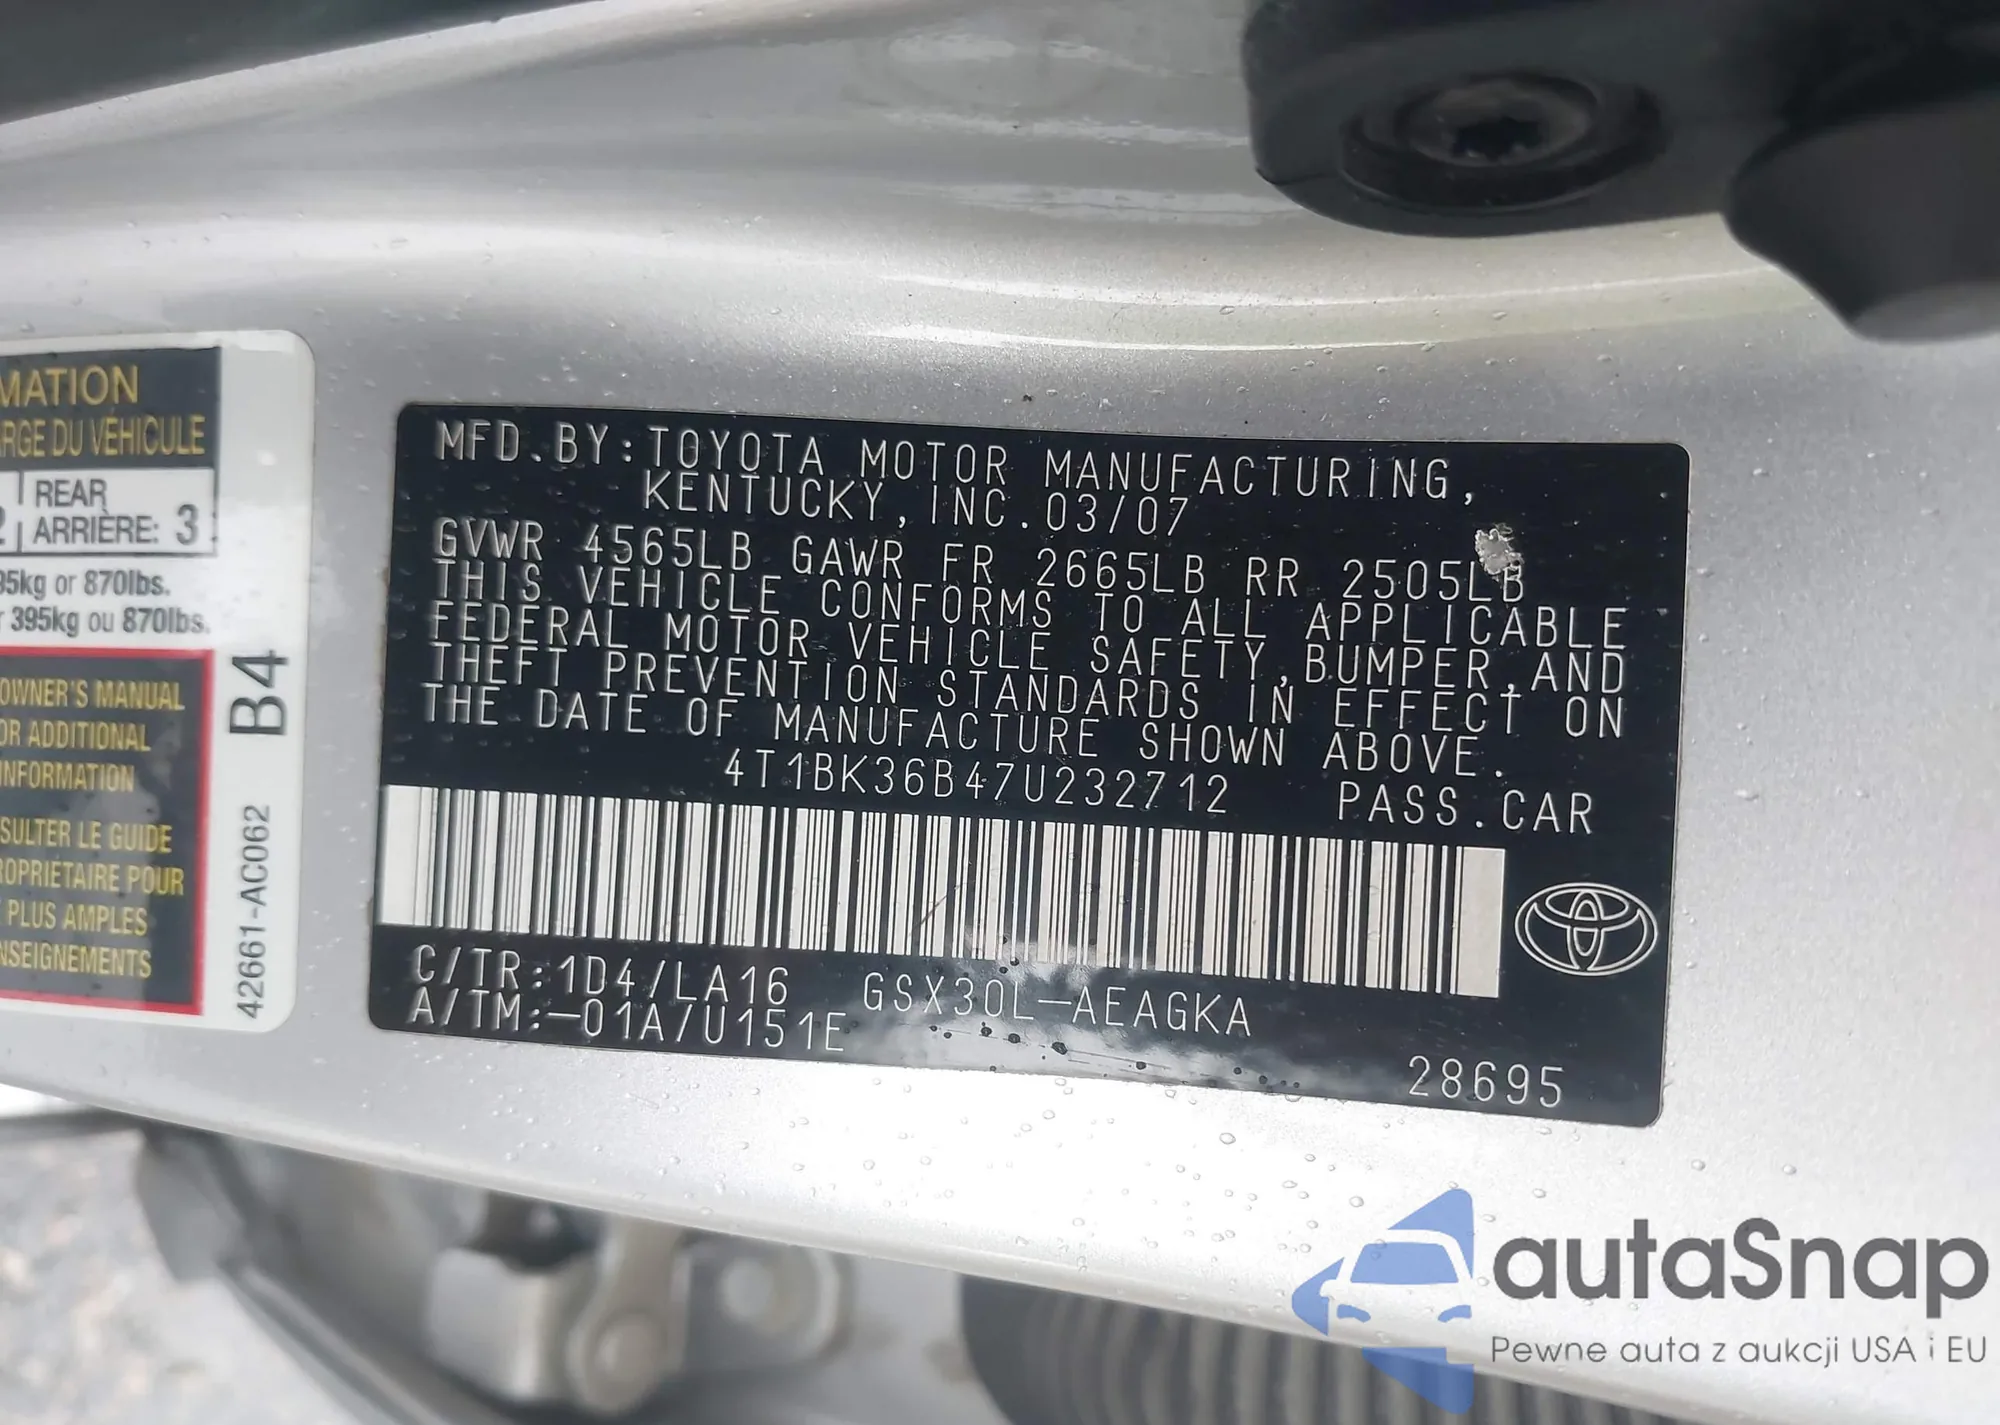 MATION
RGE DU VÉHICULE
REAR
ARRIÈRE: 3
kg or 870lbs.
395kg ou 870lbs.
OWNER'S MANUAL
OR ADDITIONAL
INFORMATION
SULTER LE GUIDE
ROPRIÉTAIRE POUR
PLUS AMPLES
NSEIGNEMENTS
B4
42661-AC062
MFD.BY:TOYOTA MOTOR MANUFACTURING,
KENTUCKY,INC.03/07
GVWR 4565LB GAWR FR 2665LB RR 2505LB
THIS VEHICLE CONFORMS TO ALL APPLICABLE
FEDERAL MOTOR VEHICLE SAFETY,BUMPER,AND
THEFT PREVENTION STANDARDS IN EFFECT ON
THE DATE OF MANUFACTURE SHOWN ABOVE.
4T1BK36B47U232712 PASS.CAR
C/TR:1D4/LA16 GSX30L-AEAGKA
A/TM:-01A/U151E
28695
autaSnap
Pewne auta z aukcji USA i EU